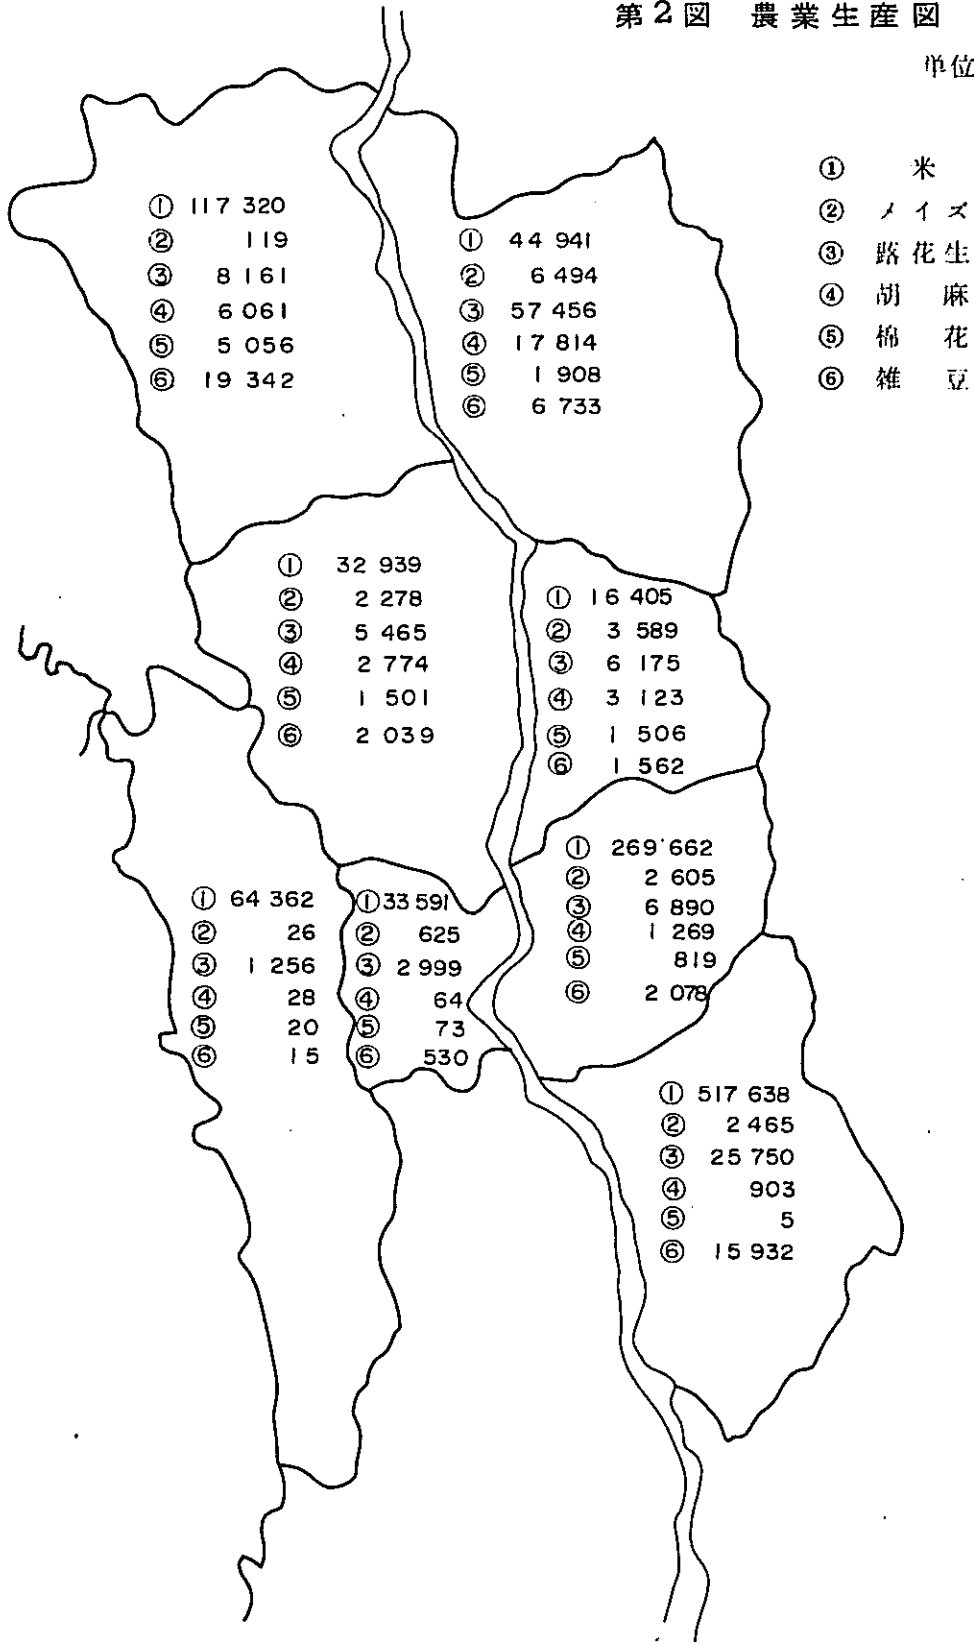 第2図 農業生産図
単位
① 米
② メイズ
③ 落花生
④ 胡麻
⑤ 棉花
⑥ 雑豆
① 117 320
② 119
③ 8 161
④ 6 061
⑤ 5 056
⑥ 19 342
① 44 941
② 6 494
③ 57 456
④ 17 814
⑤ 1 908
⑥ 6 733
① 32 939
② 2 278
③ 5 465
④ 2 774
⑤ 1 501
⑥ 2 039
① 16 405
② 3 589
③ 6 175
④ 3 123
⑤ 1 506
⑥ 1 562
① 64 362
② 26
③ 1 256
④ 28
⑤ 20
⑥ 15
① 33 591
② 625
③ 2 999
④ 64
⑤ 73
⑥ 530
① 269 662
② 2 605
③ 6 890
④ 1 269
⑤ 819
⑥ 2 078
① 517 638
② 2 465
③ 25 750
④ 903
⑤ 5
⑥ 15 932